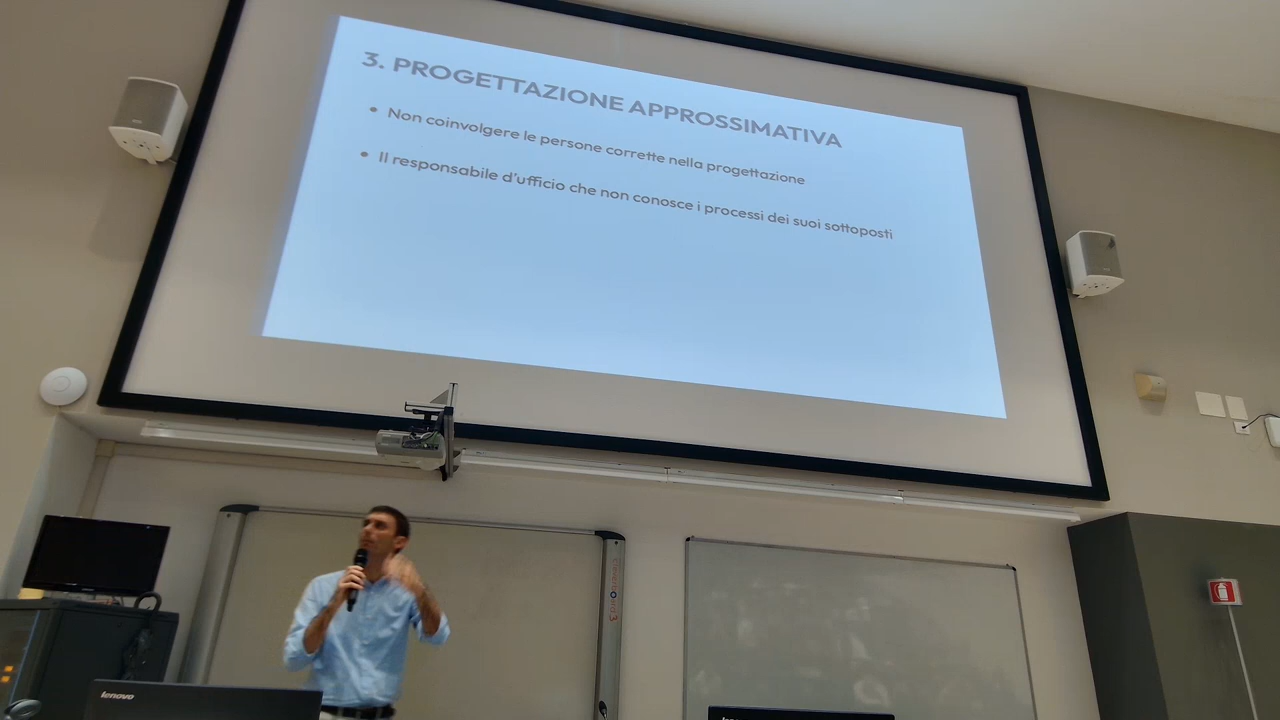 3. PROGETTAZIONE APPROSSIMATIVA
• Non coinvolgere le persone corrette nella progettazione
• Il responsabile d'ufficio che non conosce i processi dei suoi sottoposti
lenovo